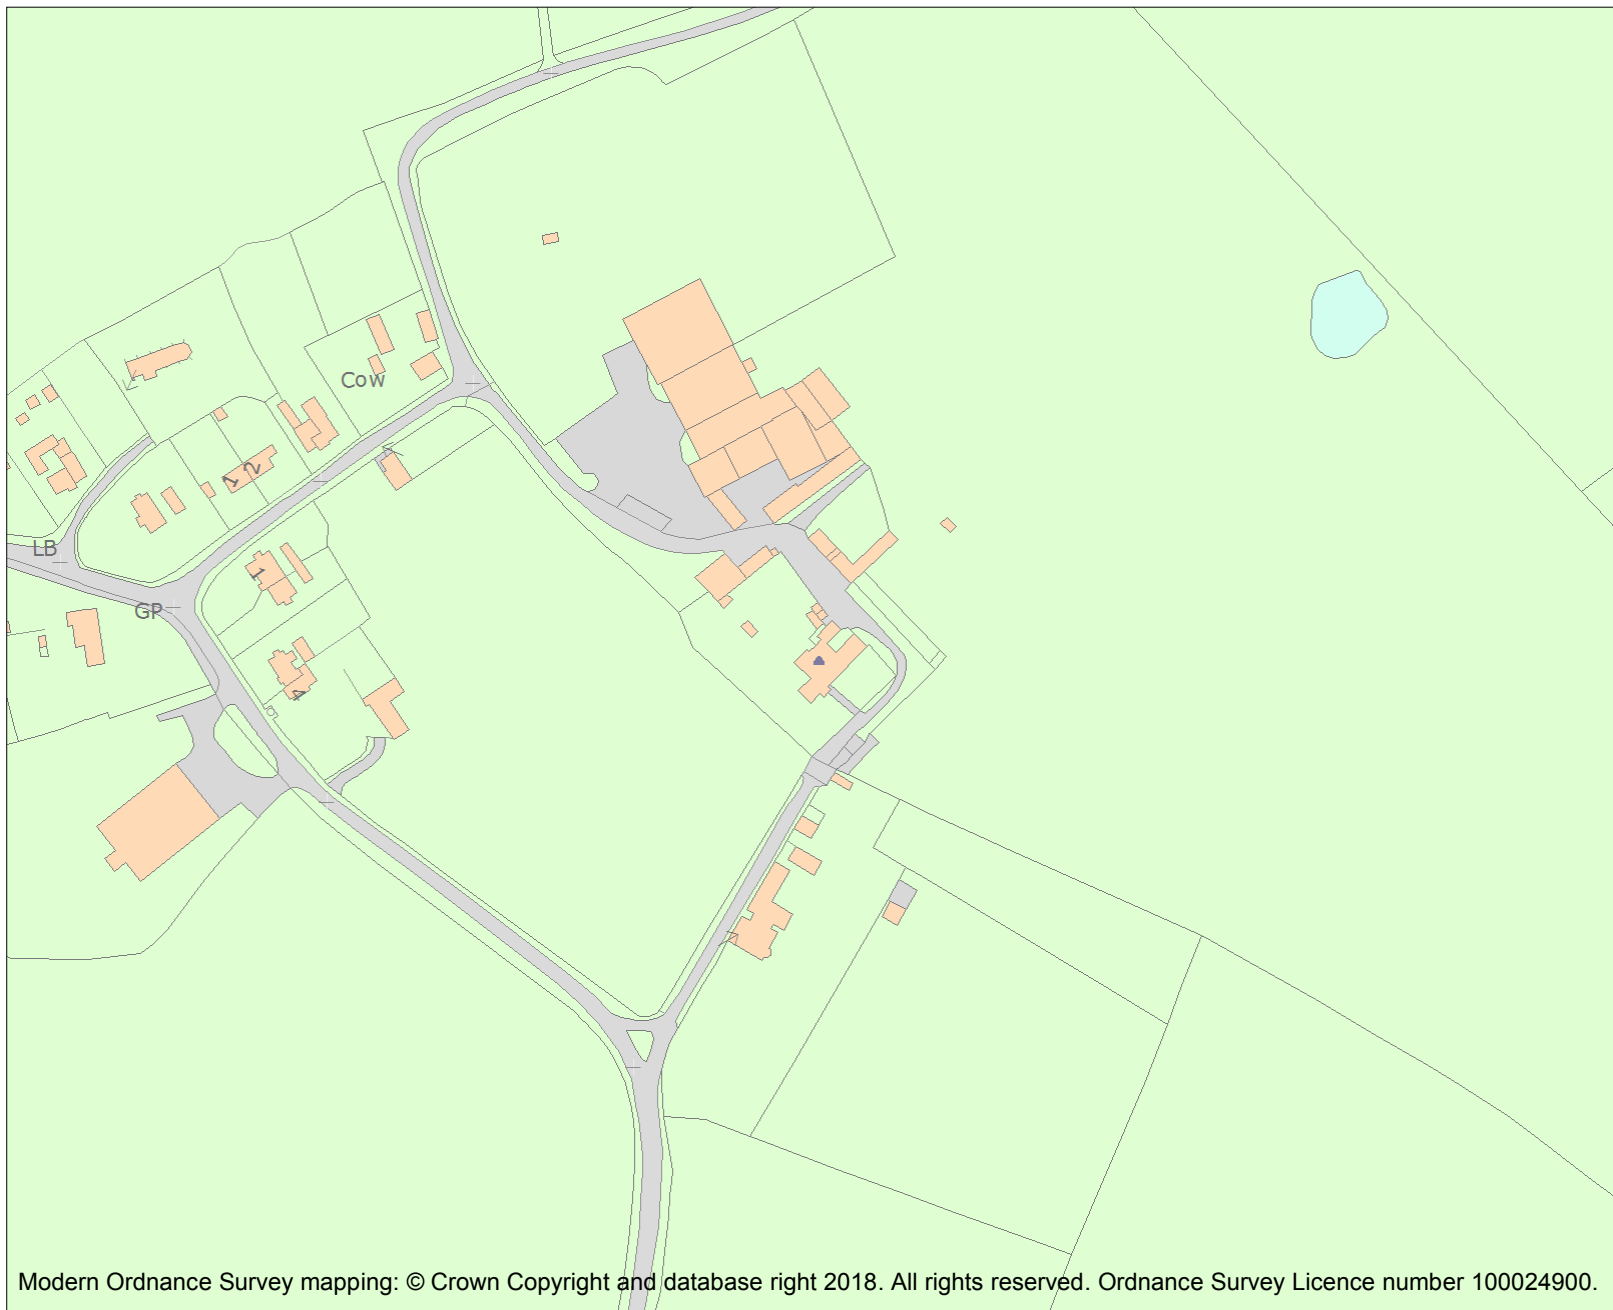 Cow
1 2
LB
1
GP
4
Modern Ordnance Survey mapping: © Crown Copyright and database right 2018. All rights reserved. Ordnance Survey Licence number 100024900.